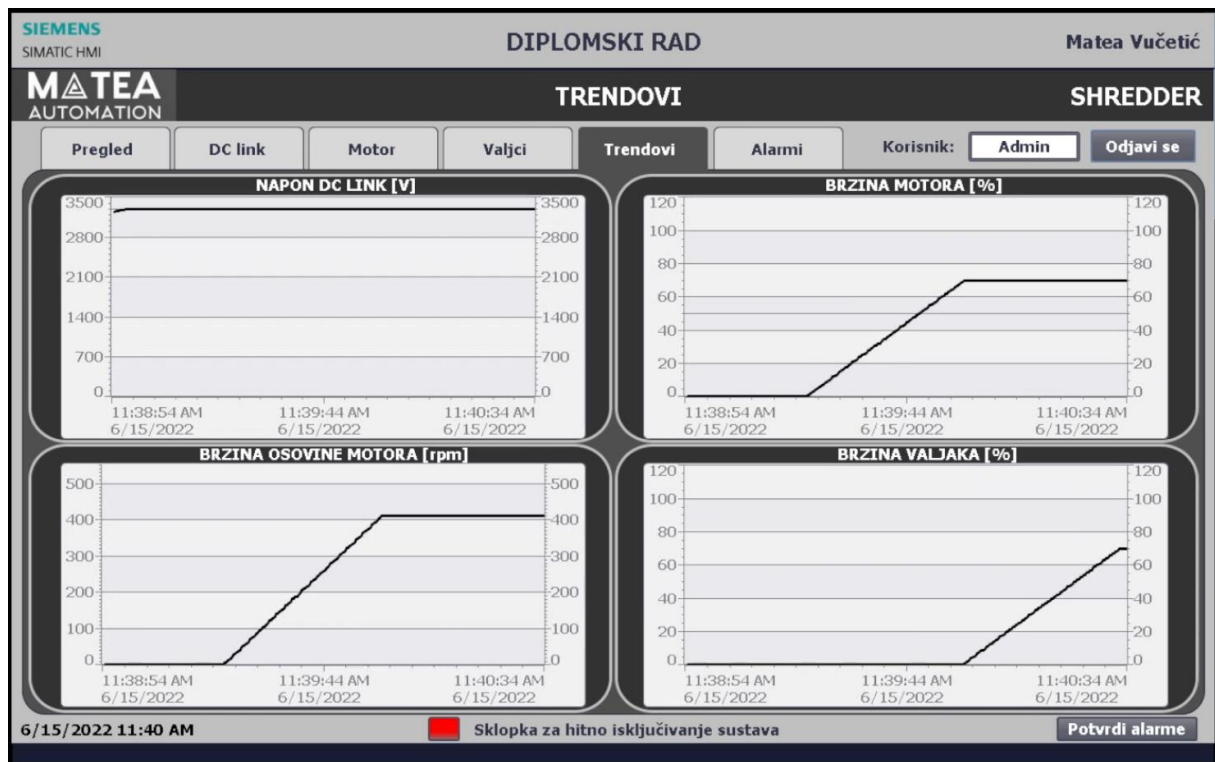 SIEMENS
SIMATIC HMI
DIPLOMSKI RAD
Matea Vučetić
MATEA
AUTOMATION
TRENDOVI
SHREDDER
Pregled
DC link
Motor
Valjci
Trendovi
Alarmi
Korisnik:
Admin
Odjavi se
NAPON DC LINK [V]
3500 3500
2800 2800
2100 2100
1400 1400
700 700
0 0
11:38:54 AM 11:39:44 AM 11:40:34 AM
6/15/2022 6/15/2022 6/15/2022
BRZINA MOTORA [%]
120 120
100 100
80 80
60 60
40 40
20 20
0 0
11:38:54 AM 11:39:44 AM 11:40:34 AM
6/15/2022 6/15/2022 6/15/2022
BRZINA OSOVINE MOTORA [rpm]
500 500
400 400
300 300
200 200
100 100
0 0
11:38:54 AM 11:39:44 AM 11:40:34 AM
6/15/2022 6/15/2022 6/15/2022
BRZINA VALJAKA [%]
120 120
100 100
80 80
60 60
40 40
20 20
0 0
11:38:54 AM 11:39:44 AM 11:40:34 AM
6/15/2022 6/15/2022 6/15/2022
6/15/2022 11:40 AM
Sklopka za hitno isključivanje sustava
Potvrdi alarme